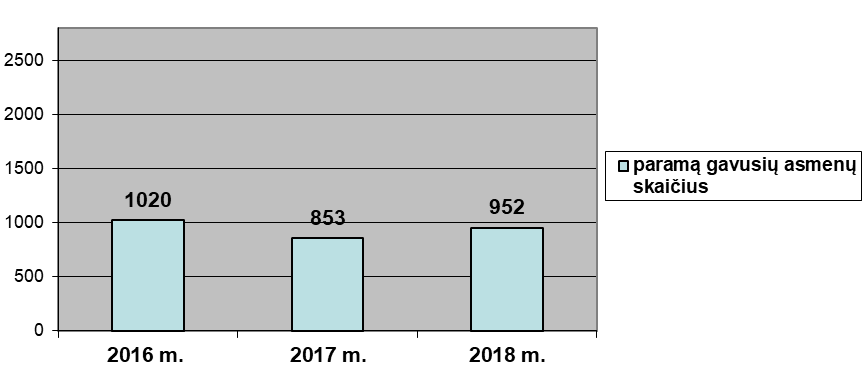 2500
2000
1500
1000
500
0
1020
853
952
2016 m.
2017 m.
2018 m.
paramą gavusių asmenų
skaičius